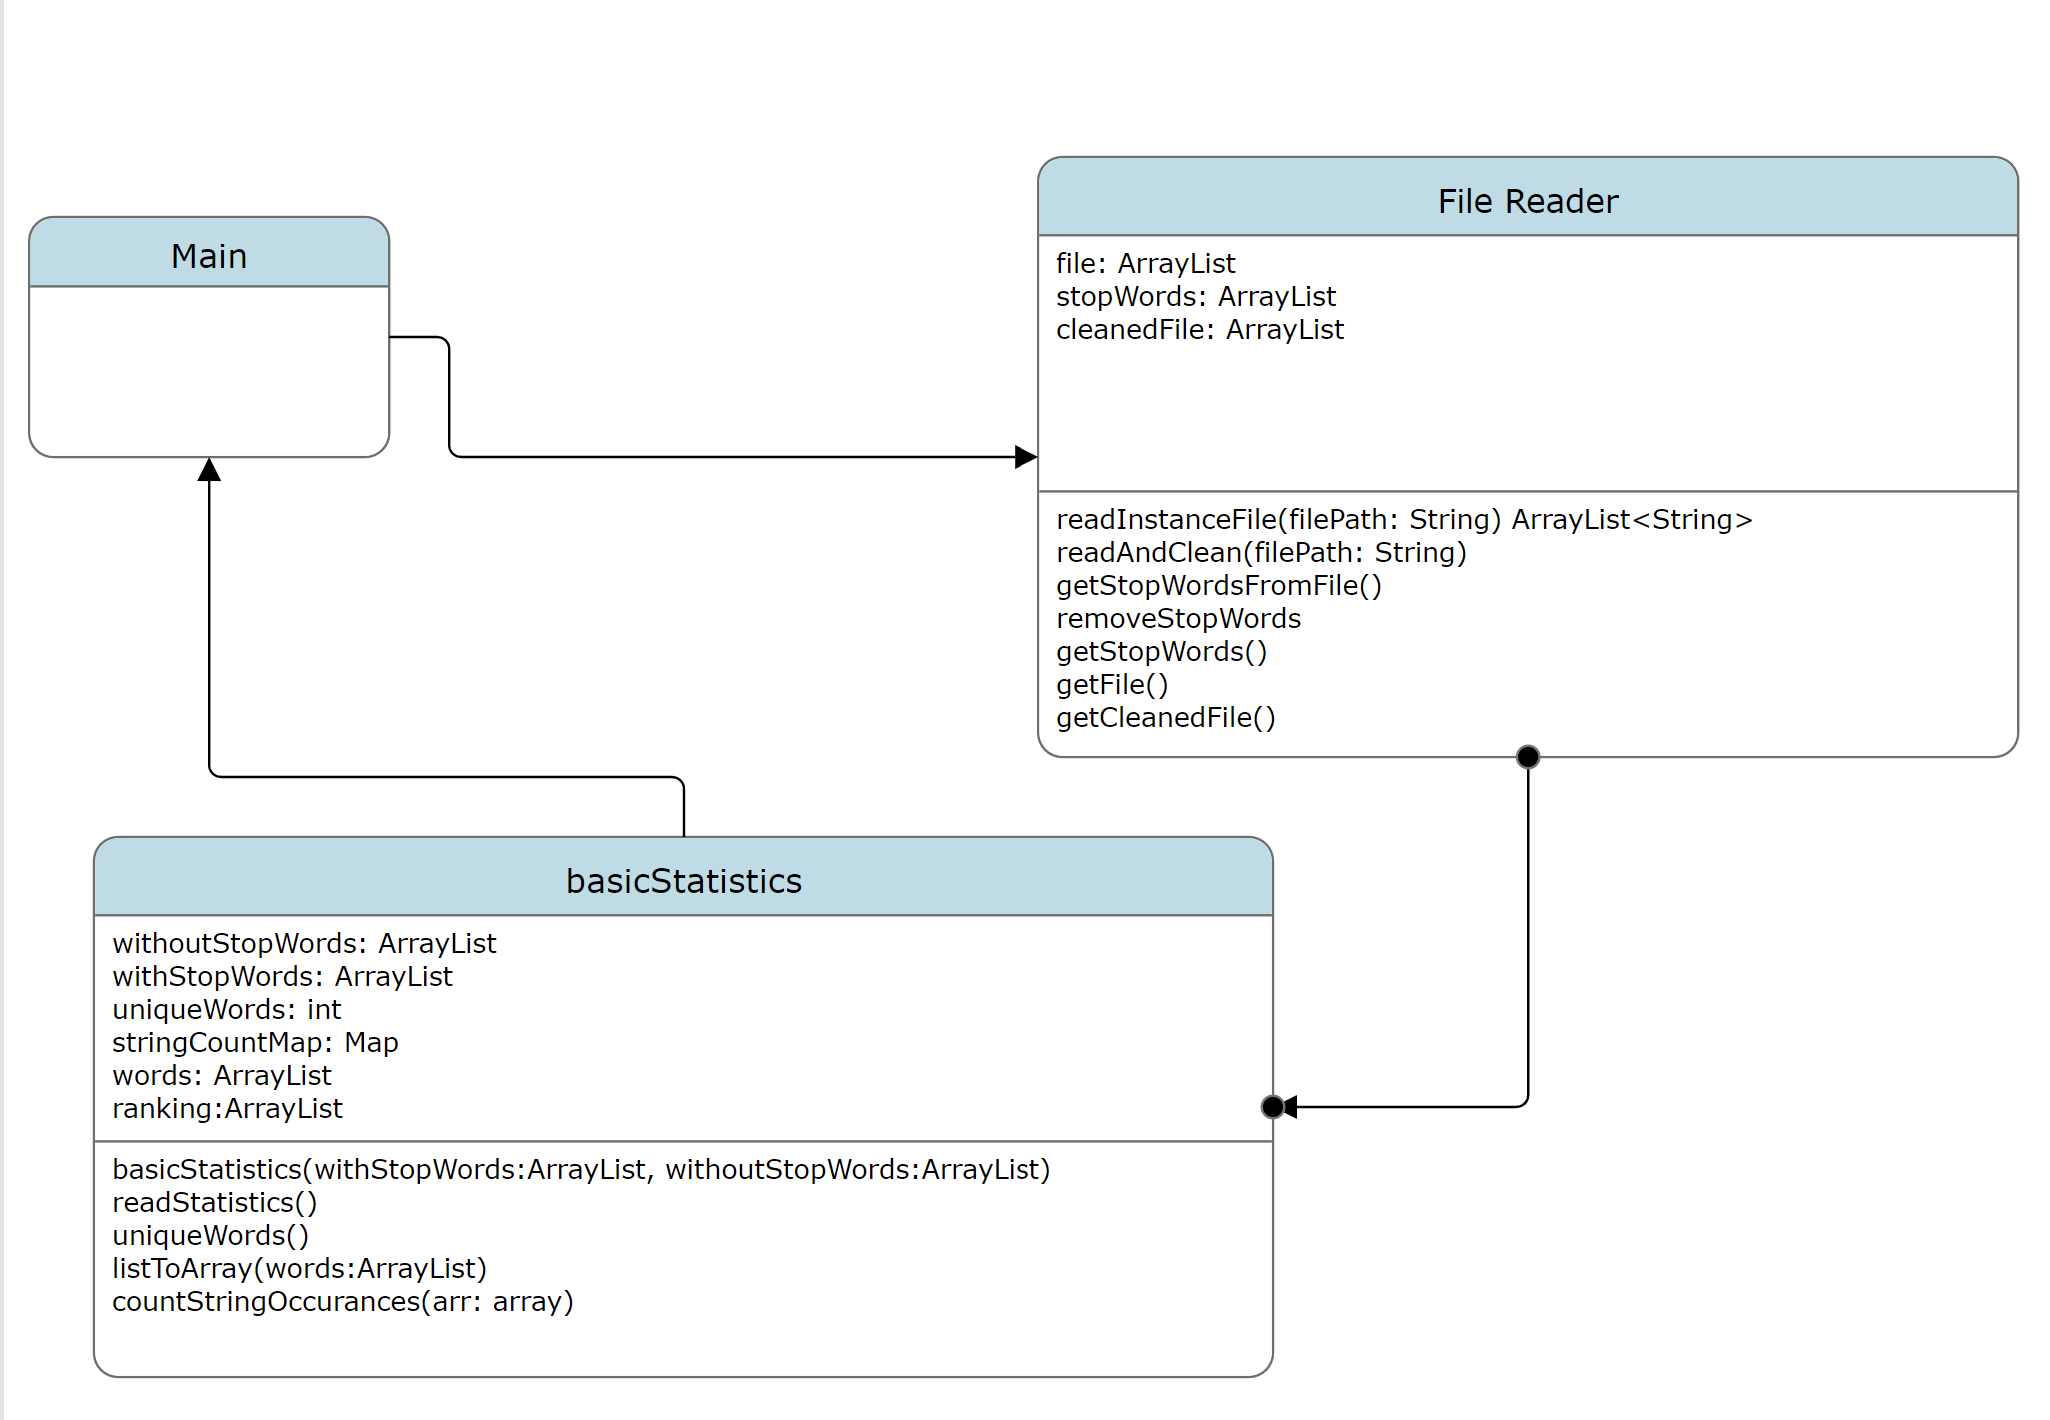 Main
File Reader
file: ArrayList
stopWords: ArrayList
cleanedFile: ArrayList
readInstanceFile(filePath: String) ArrayList<String>
readAndClean(filePath: String)
getStopWordsFromFile()
removeStopWords
getStopWords()
getFile()
getCleanedFile()
basicStatistics
withoutStopWords: ArrayList
withStopWords: ArrayList
uniqueWords: int
stringCountMap: Map
words: ArrayList
ranking:ArrayList
basicStatistics(withStopWords:ArrayList, withoutStopWords:ArrayList)
readStatistics()
uniqueWords()
listToArray(words:ArrayList)
countStringOccurances(arr: array)